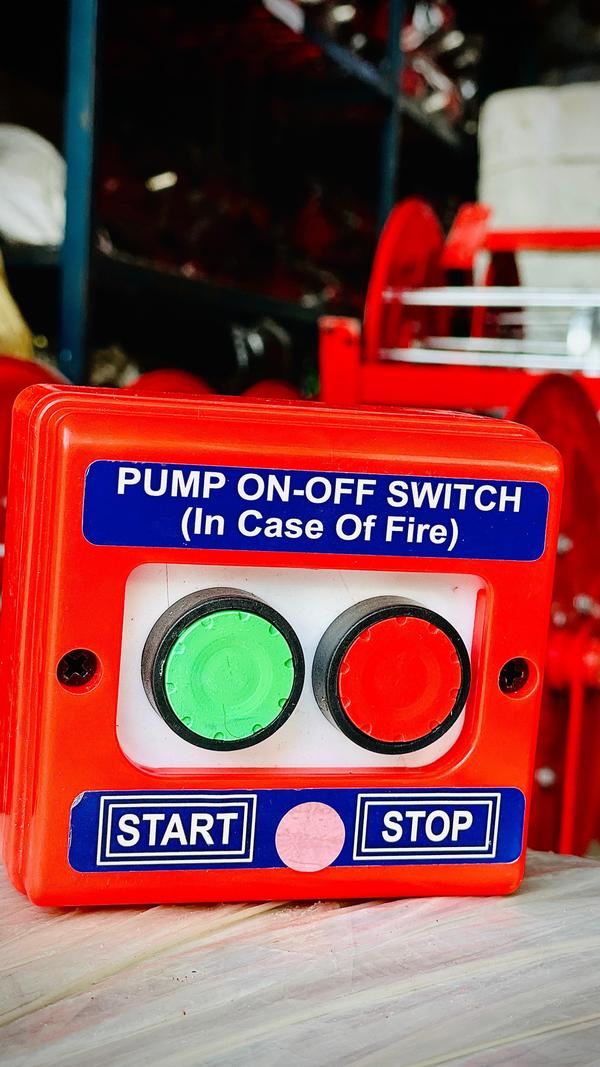 PUMP ON-OFF SWITCH
(In Case Of Fire)
START STOP